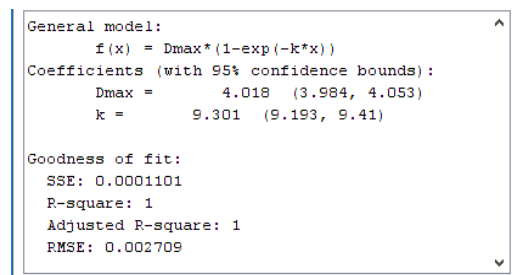 General model:
f(x) = Dmax*(1-exp(-k*x))
Coefficients (with 95% confidence bounds):
Dmax = 4.018 (3.984, 4.053)
k = 9.301 (9.193, 9.41)
Goodness of fit:
SSE: 0.0001101
R-square: 1
Adjusted R-square: 1
RMSE: 0.002709